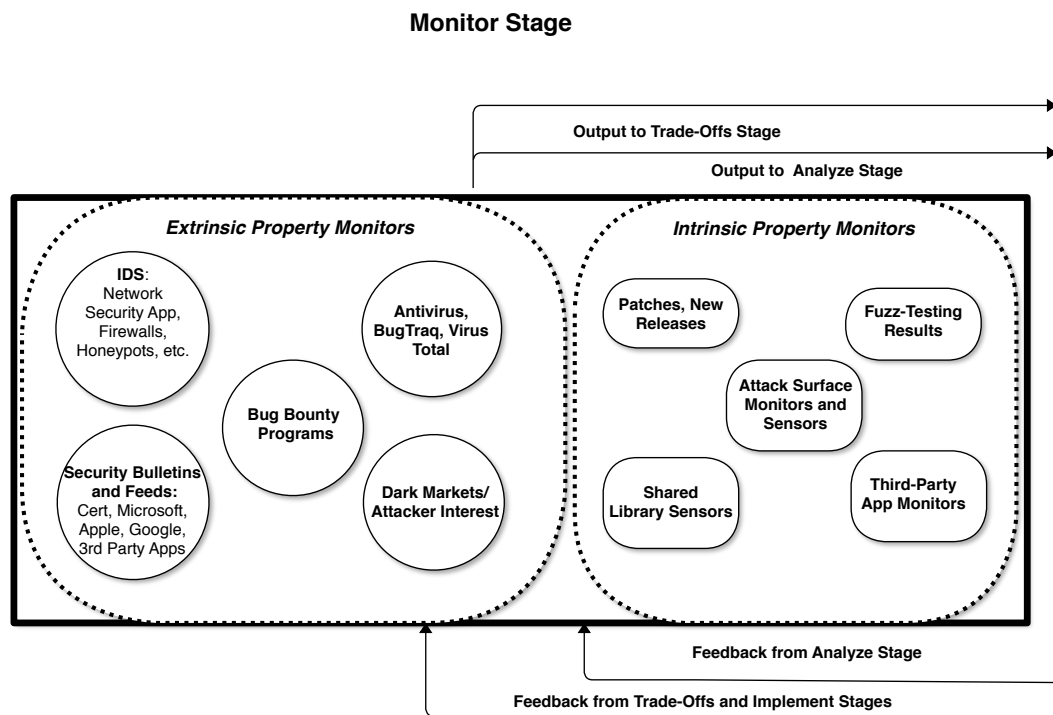 Monitor Stage
Output to Trade-Offs Stage
Output to Analyze Stage
Extrinsic Property Monitors
IDS:
Network
Security App,
Firewalls,
Honeypots, etc.
Antivirus,
BugTraq, Virus
Total
Bug Bounty
Programs
Security Bulletins
and Feeds:
Cert, Microsoft,
Apple, Google,
3rd Party Apps
Dark Markets/
Attacker Interest
Intrinsic Property Monitors
Patches, New
Releases
Fuzz-Testing
Results
Attack Surface
Monitors and
Sensors
Shared
Library Sensors
Third-Party
App Monitors
Feedback from Analyze Stage
Feedback from Trade-Offs and Implement Stages